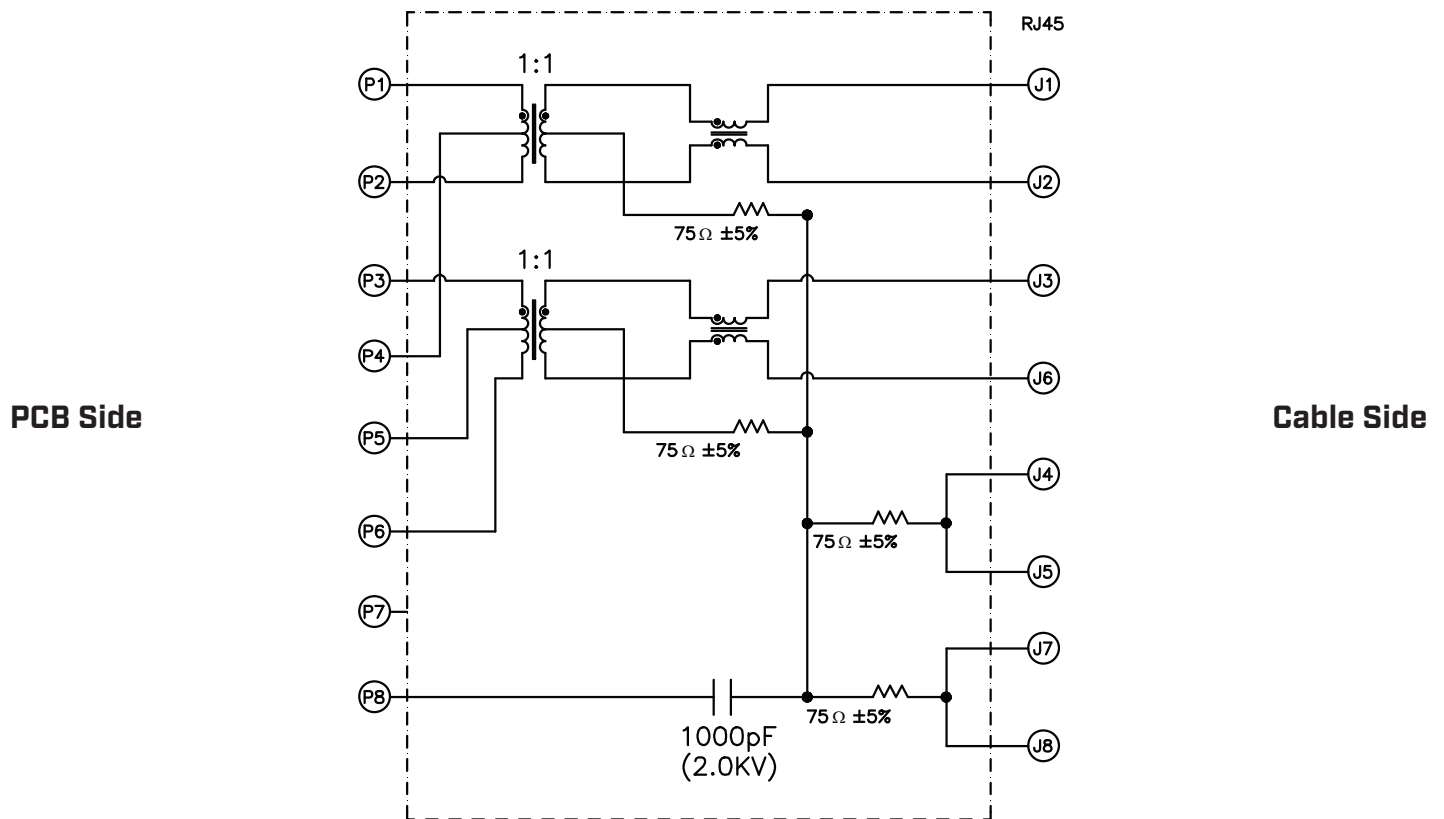 RJ45
1:1
P1
J1
P2
J2
75Ω ±5%
1:1
P3
J3
P4
J6
PCB Side
Cable Side
P5
75Ω ±5%
J4
P6
75Ω ±5%
J5
P7
J7
P8
75Ω ±5%
1000pF
(2.0KV)
J8